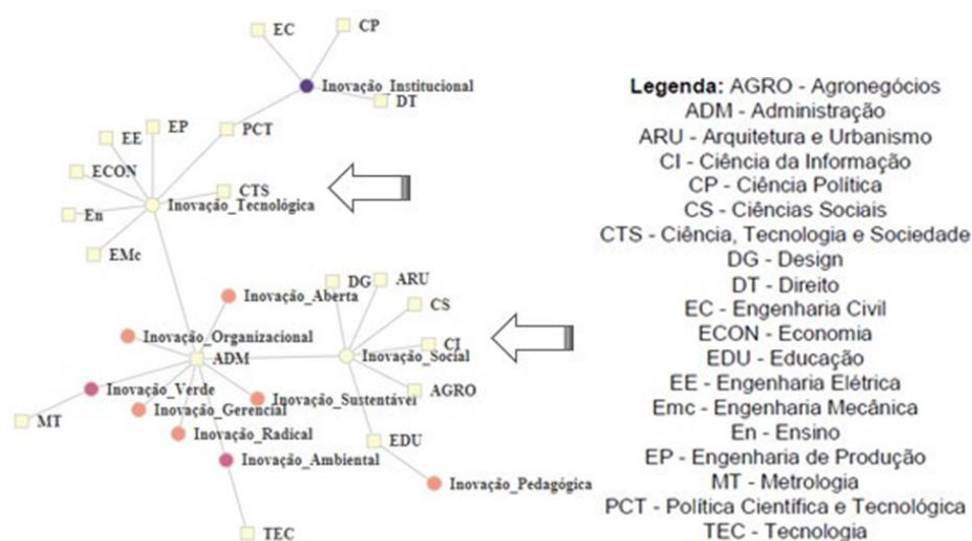 EC
CP
Inovação_Institucional
DT
EE
EP
PCT
ECON
CTS
Inovação_Tecnológica
En
EMc
DG
ARU
Inovação_Aberta
CS
Inovação_Organizacional
CI
ADM
Inovação_Social
Inovação_Verde
AGRO
Inovação_Sustentável
Inovação_Gerencial
MT
Inovação_Radical
EDU
Inovação_Ambiental
Inovação_Pedagógica
TEC
Legenda: AGRO - Agronegócios
ADM - Administração
ARU - Arquitetura e Urbanismo
CI - Ciência da Informação
CP - Ciência Política
CS - Ciências Sociais
CTS - Ciência, Tecnologia e Sociedade
DG - Design
DT - Direito
EC - Engenharia Civil
ECON - Economia
EDU - Educação
EE - Engenharia Elétrica
Emc - Engenharia Mecânica
En - Ensino
EP - Engenharia de Produção
MT - Metrologia
PCT - Política Científica e Tecnológica
TEC - Tecnologia